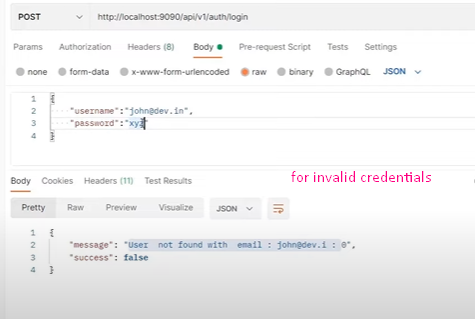 POST http://localhost:9090/api/v1/auth/login
Params Authorization Headers (8) Body Pre-request Script Tests Settings
none form-data x-www-form-urlencoded raw binary GraphQL JSON
1 {
2 "username":"john@dev.in",
3 "password":"xyz"
4 }
for invalid credentials
Body Cookies Headers (11) Test Results
Pretty Raw Preview Visualize JSON
1 {
2 "message": "User  not found with  email : john@dev.i : 0",
3 "success": false
4 }